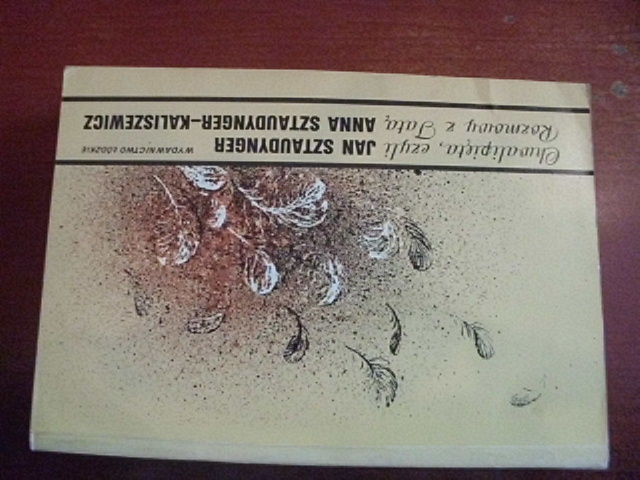 Chwalipięta, czyli JAN SZTAUDYNGER WYDAWNICTWO ŁÓDZKIE
Rozmowy z Tatą ANNA SZTAUDYNGER-KALISZEWICZ